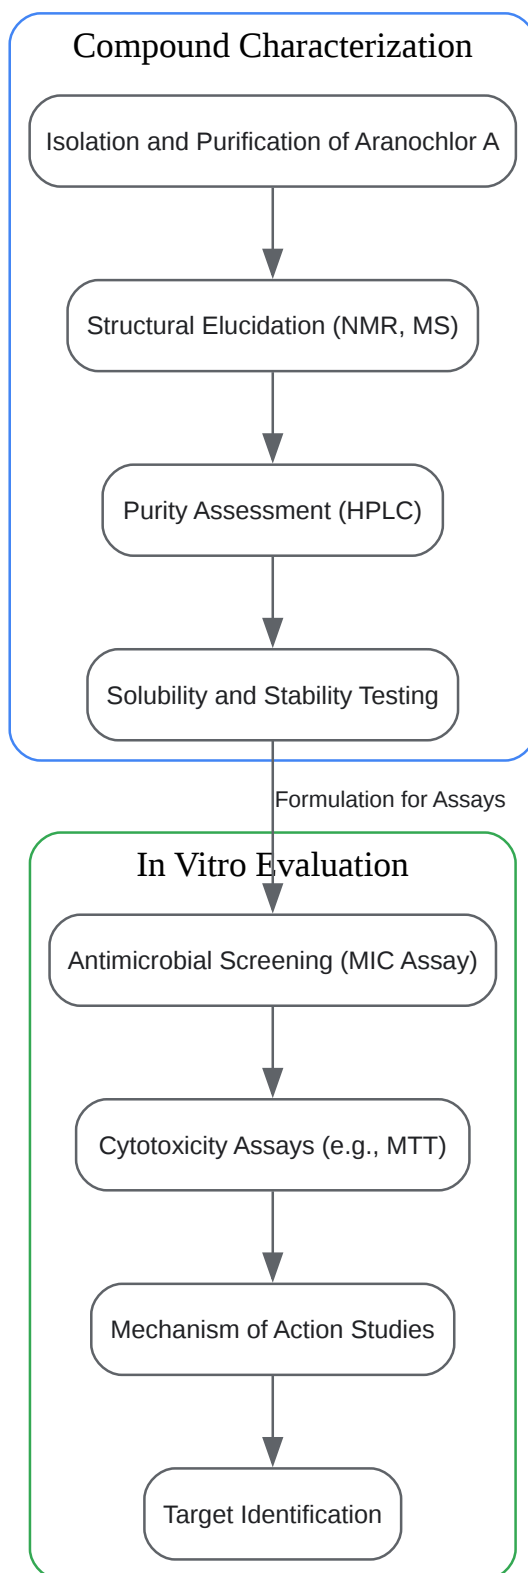 Compound Characterization
Isolation and Purification of Aranochlor A
Structural Elucidation (NMR, MS)
Purity Assessment (HPLC)
Solubility and Stability Testing
Formulation for Assays
In Vitro Evaluation
Antimicrobial Screening (MIC Assay)
Cytotoxicity Assays (e.g., MTT)
Mechanism of Action Studies
Target Identification